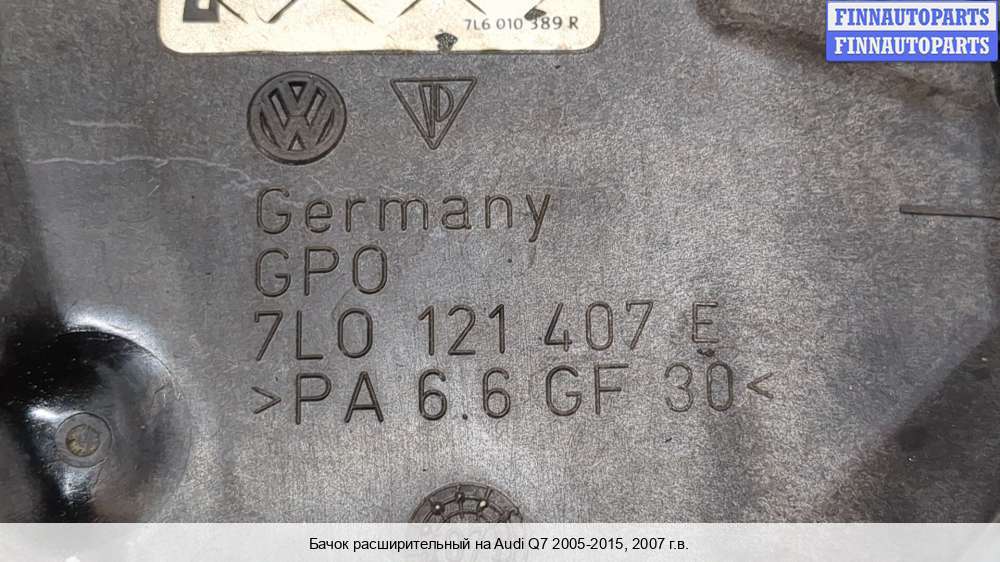 7L6 010 389 R
FINNAUTOPARTS
FINNAUTOPARTS
VW
Germany
GPO
7L0 121 407 E
>PA 6.6 GF 30<
Бачок расширительный на Audi Q7 2005-2015, 2007 г.в.